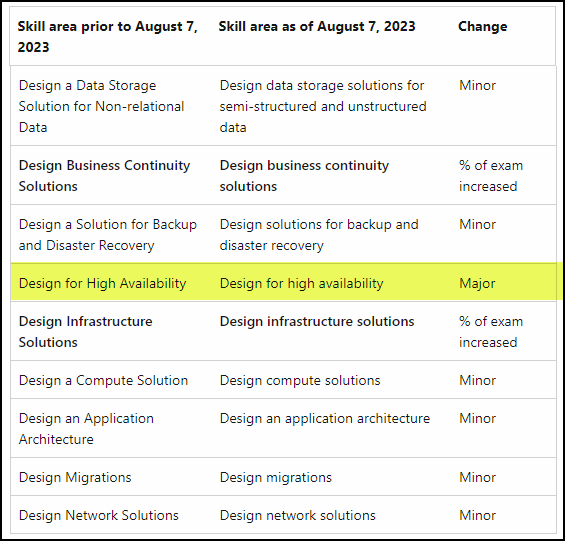 Skill area prior to August 7, 2023
Skill area as of August 7, 2023
Change
Design a Data Storage Solution for Non-relational Data
Design data storage solutions for semi-structured and unstructured data
Minor
Design Business Continuity Solutions
Design business continuity solutions
% of exam increased
Design a Solution for Backup and Disaster Recovery
Design solutions for backup and disaster recovery
Minor
Design for High Availability
Design for high availability
Major
Design Infrastructure Solutions
Design infrastructure solutions
% of exam increased
Design a Compute Solution
Design compute solutions
Minor
Design an Application Architecture
Design an application architecture
Minor
Design Migrations
Design migrations
Minor
Design Network Solutions
Design network solutions
Minor